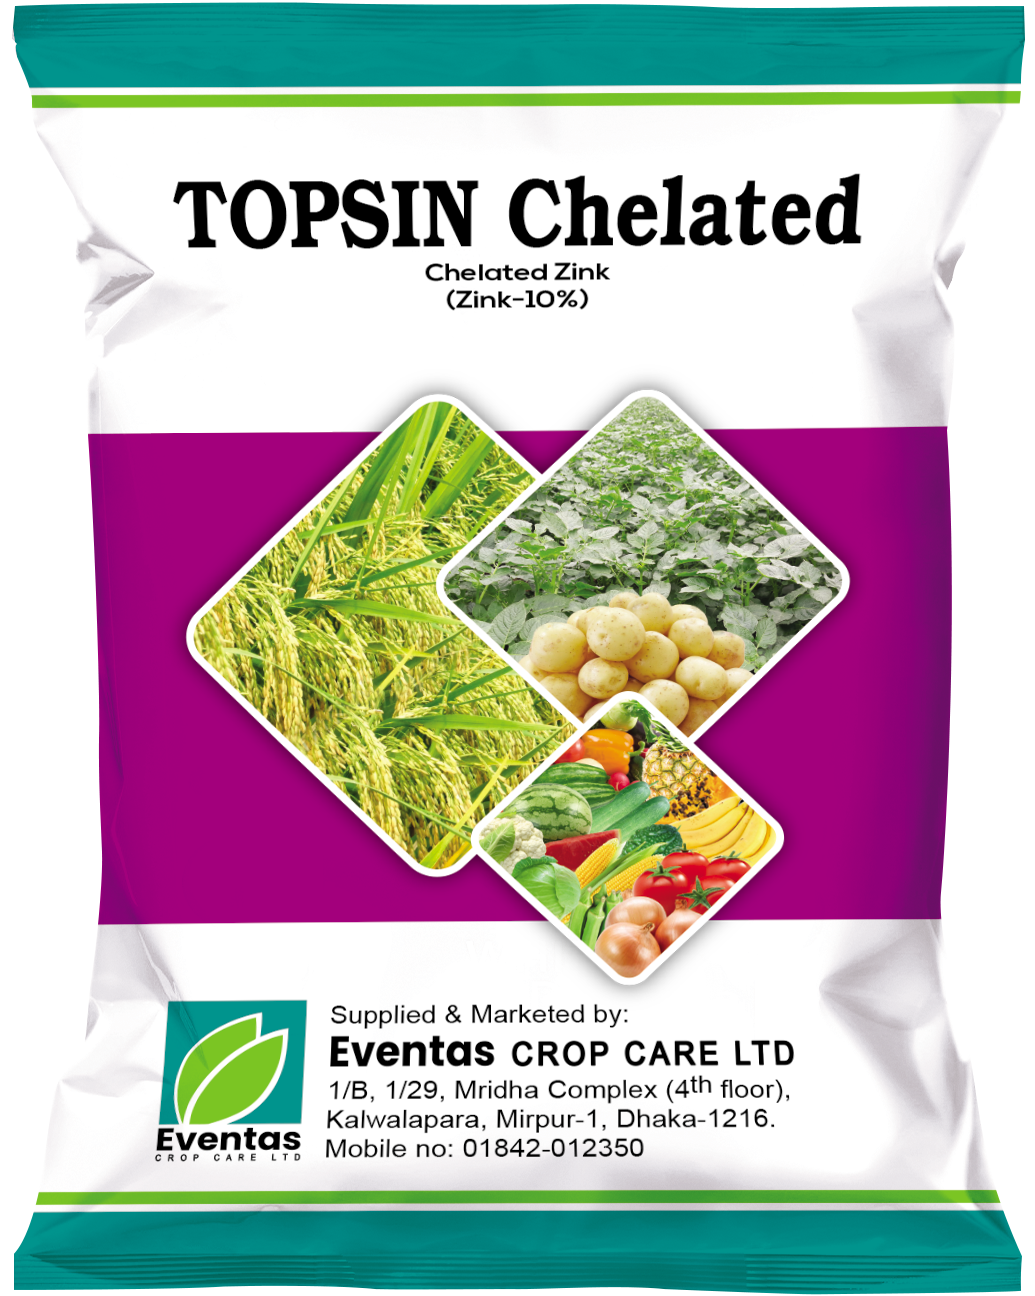 TOPSIN Chelated
Chelated Zink
(Zink-10%)
Supplied & Marketed by:
Eventas CROP CARE LTD
1/B, 1/29, Mridha Complex (4th floor),
Kalwalapara, Mirpur-1, Dhaka-1216.
Mobile no: 01842-012350
Eventas
CROP CARE LTD